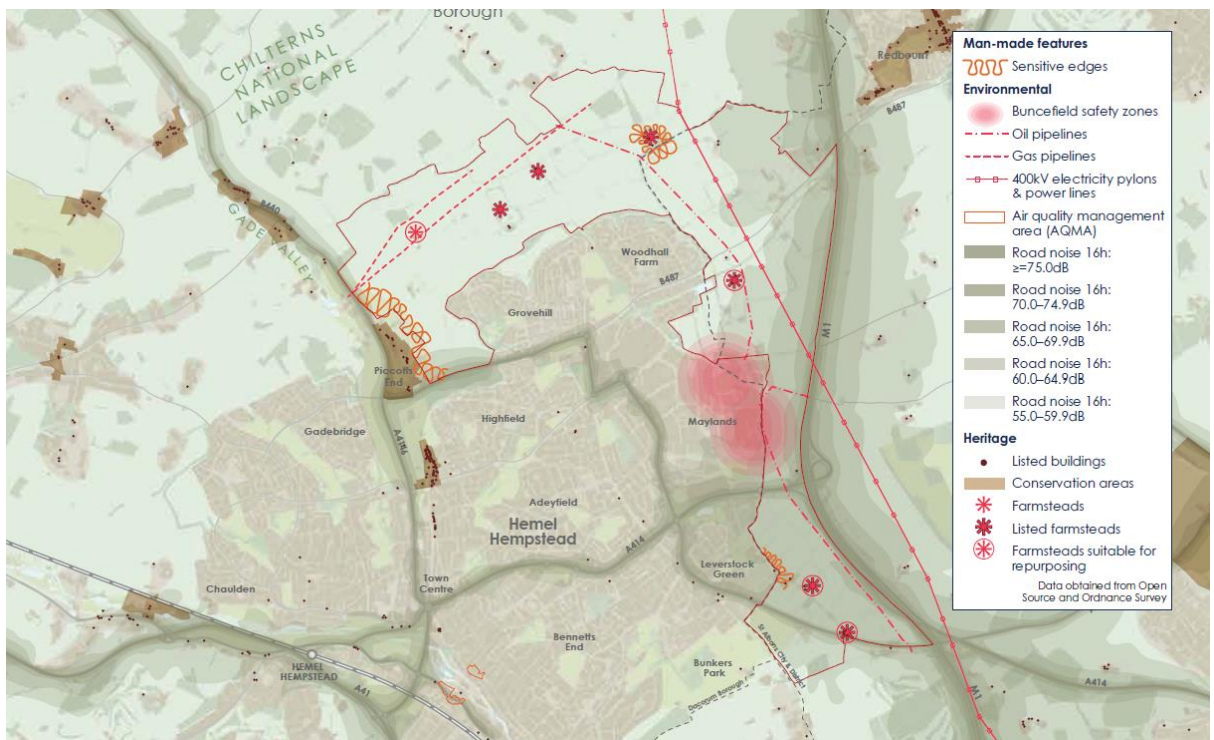 Borough
CHILTERNS
NATIONAL
LANDSCAPE
Redbourn
B487
B440
GADE VALLEY
Woodhall
Farm
B487
Grovehill
M1
Piccotts
End
Highfield
Maylands
Gadebridge
A4146
Adeyfield
Hemel
Hempstead
A414
Leverstock
Green
Chaulden
Town
Centre
Bennetts
End
St Albans City & District
Dacorum Borough
Bunkers
Park
HEMEL
HEMPSTEAD
A41
A414
M1
Man-made features
Sensitive edges
Environmental
Buncefield safety zones
Oil pipelines
Gas pipelines
400kV electricity pylons
& power lines
Air quality management
area (AQMA)
Road noise 16h:
≥=75.0dB
Road noise 16h:
70.0–74.9dB
Road noise 16h:
65.0–69.9dB
Road noise 16h:
60.0–64.9dB
Road noise 16h:
55.0–59.9dB
Heritage
Listed buildings
Conservation areas
Farmsteads
Listed farmsteads
Farmsteads suitable for
repurposing
Data obtained from Open
Source and Ordnance Survey